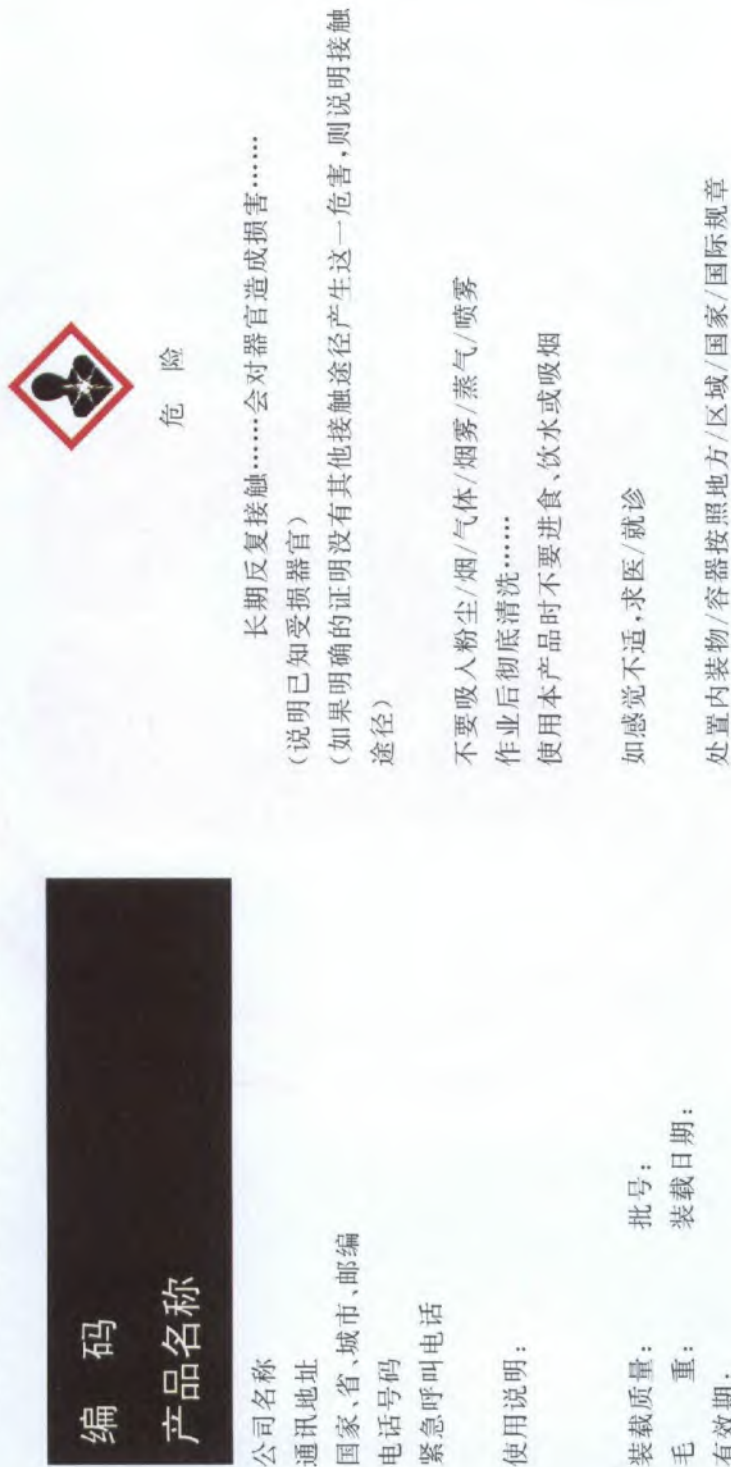 编 码
产品名称
公司名称
通讯地址
国家、省、城市、邮编
电话号码
紧急呼叫电话
使用说明：
装载质量： 批号：
毛 重： 装载日期：
有效期：
危 险
长期反复接触……会对器官造成损害……
（说明已知受损器官）
（如果明确的证明没有其他接触途径产生这一危害，则说明接触
途径）
不要吸入粉尘/烟/气体/烟雾/蒸气/喷雾
作业后彻底清洗……
使用本产品时不要进食、饮水或吸烟
如感觉不适，求医/就诊
处置内装物/容器按照地方/区域/国家/国际规章